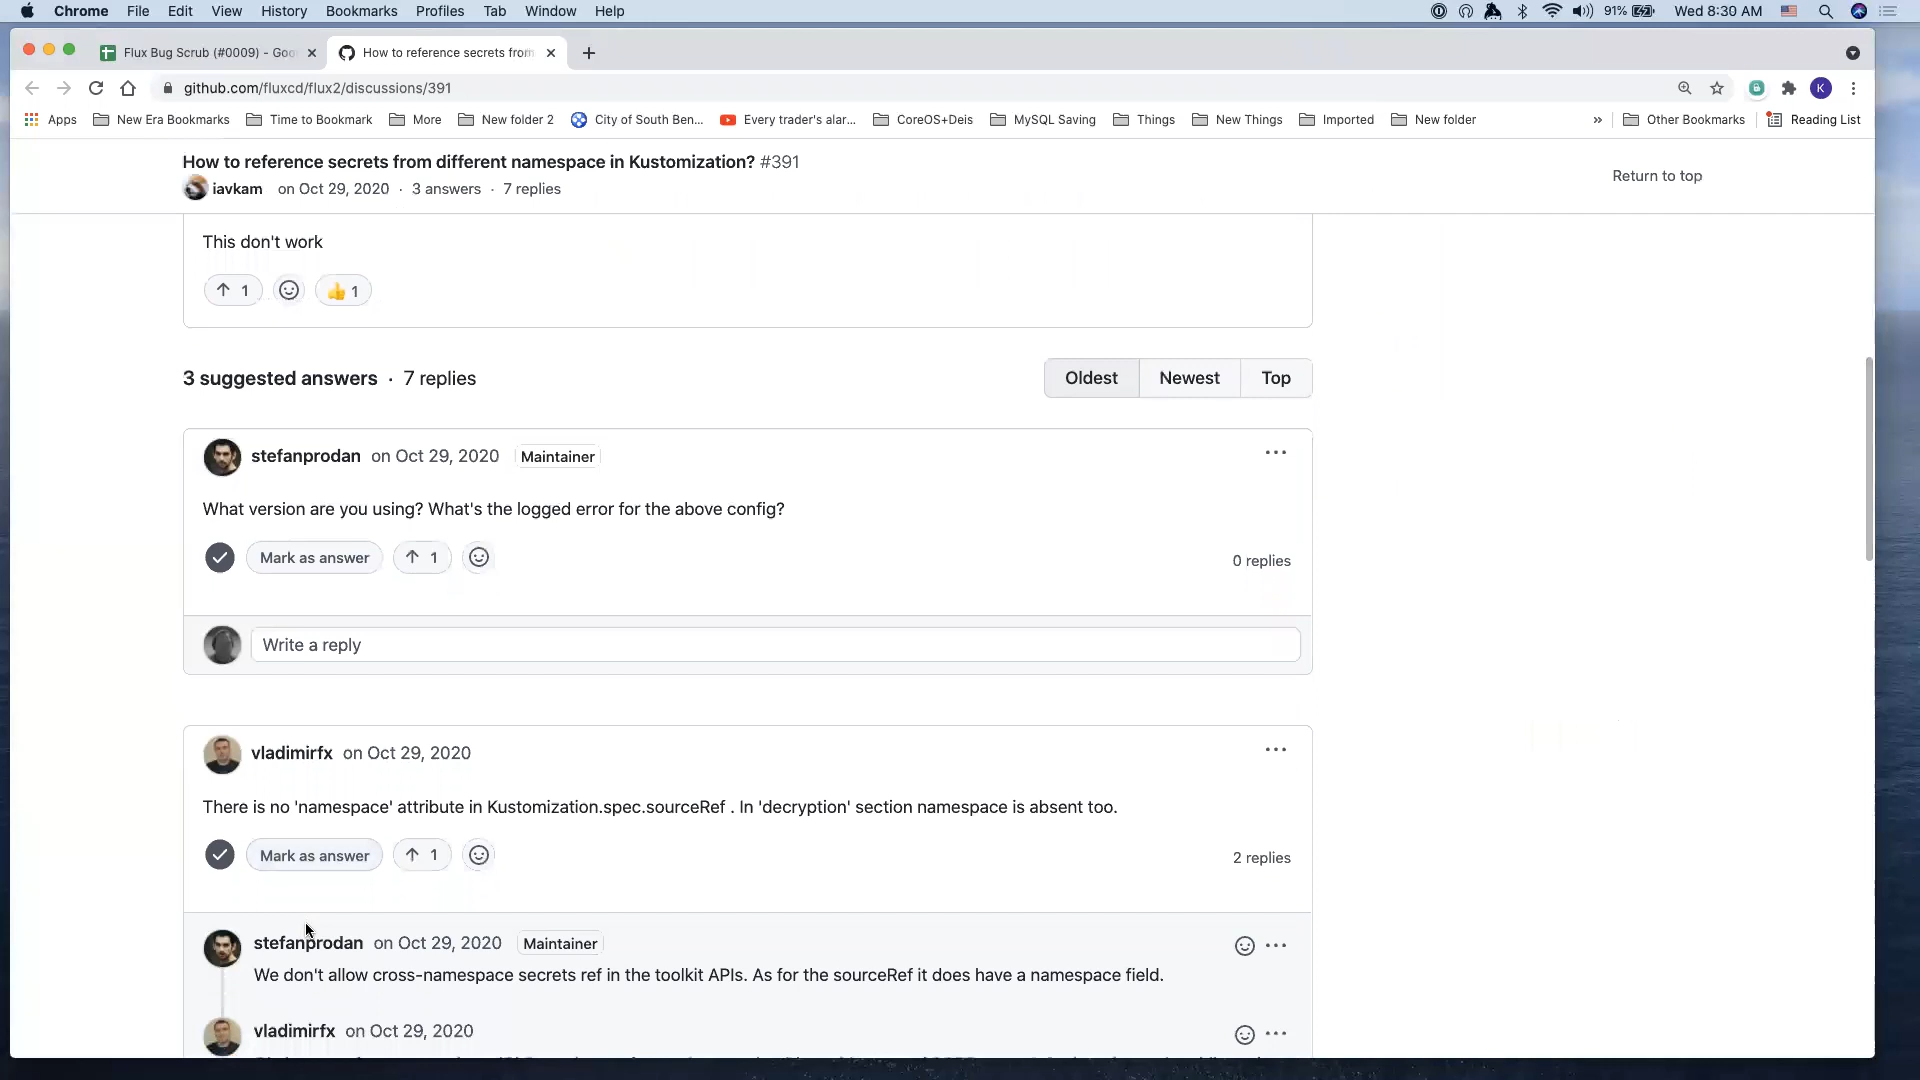 Chrome File Edit View History Bookmarks Profiles Tab Window Help 91% Wed 8:30 AM
Flux Bug Scrub (#0009) - Goo
How to reference secrets from
github.com/fluxcd/flux2/discussions/391
K
Apps New Era Bookmarks Time to Bookmark More New folder 2 City of South Ben... Every trader's alar... CoreOS+Deis MySQL Saving Things New Things Imported New folder » Other Bookmarks Reading List
How to reference secrets from different namespace in Kustomization? #391
iavkam on Oct 29, 2020 · 3 answers · 7 replies
Return to top
This don't work
1 1
3 suggested answers · 7 replies
Oldest Newest Top
stefanprodan on Oct 29, 2020 Maintainer
What version are you using? What's the logged error for the above config?
Mark as answer 1
0 replies
Write a reply
vladimirfx on Oct 29, 2020
There is no 'namespace' attribute in Kustomization.spec.sourceRef . In 'decryption' section namespace is absent too.
Mark as answer 1
2 replies
stefanprodan on Oct 29, 2020 Maintainer
We don't allow cross-namespace secrets ref in the toolkit APIs. As for the sourceRef it does have a namespace field.
vladimirfx on Oct 29, 2020